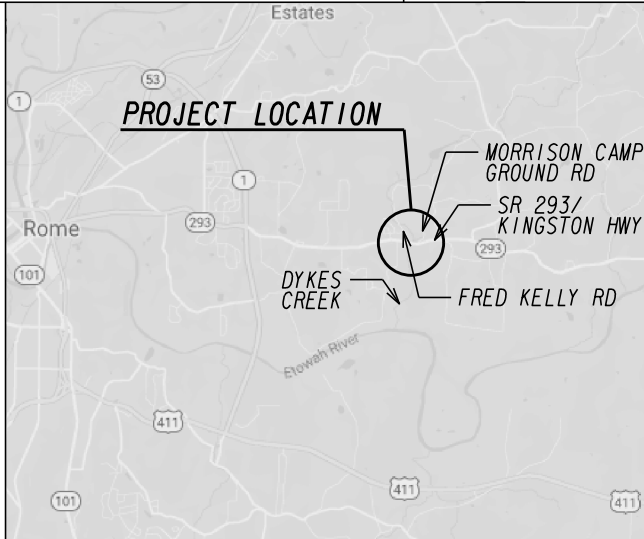 Estates
53
1
PROJECT LOCATION
MORRISON CAMP
GROUND RD
1
SR 293/
KINGSTON HWY
293
Rome
293
101
DYKES
CREEK
FRED KELLY RD
Etowah River
411
411
411
101